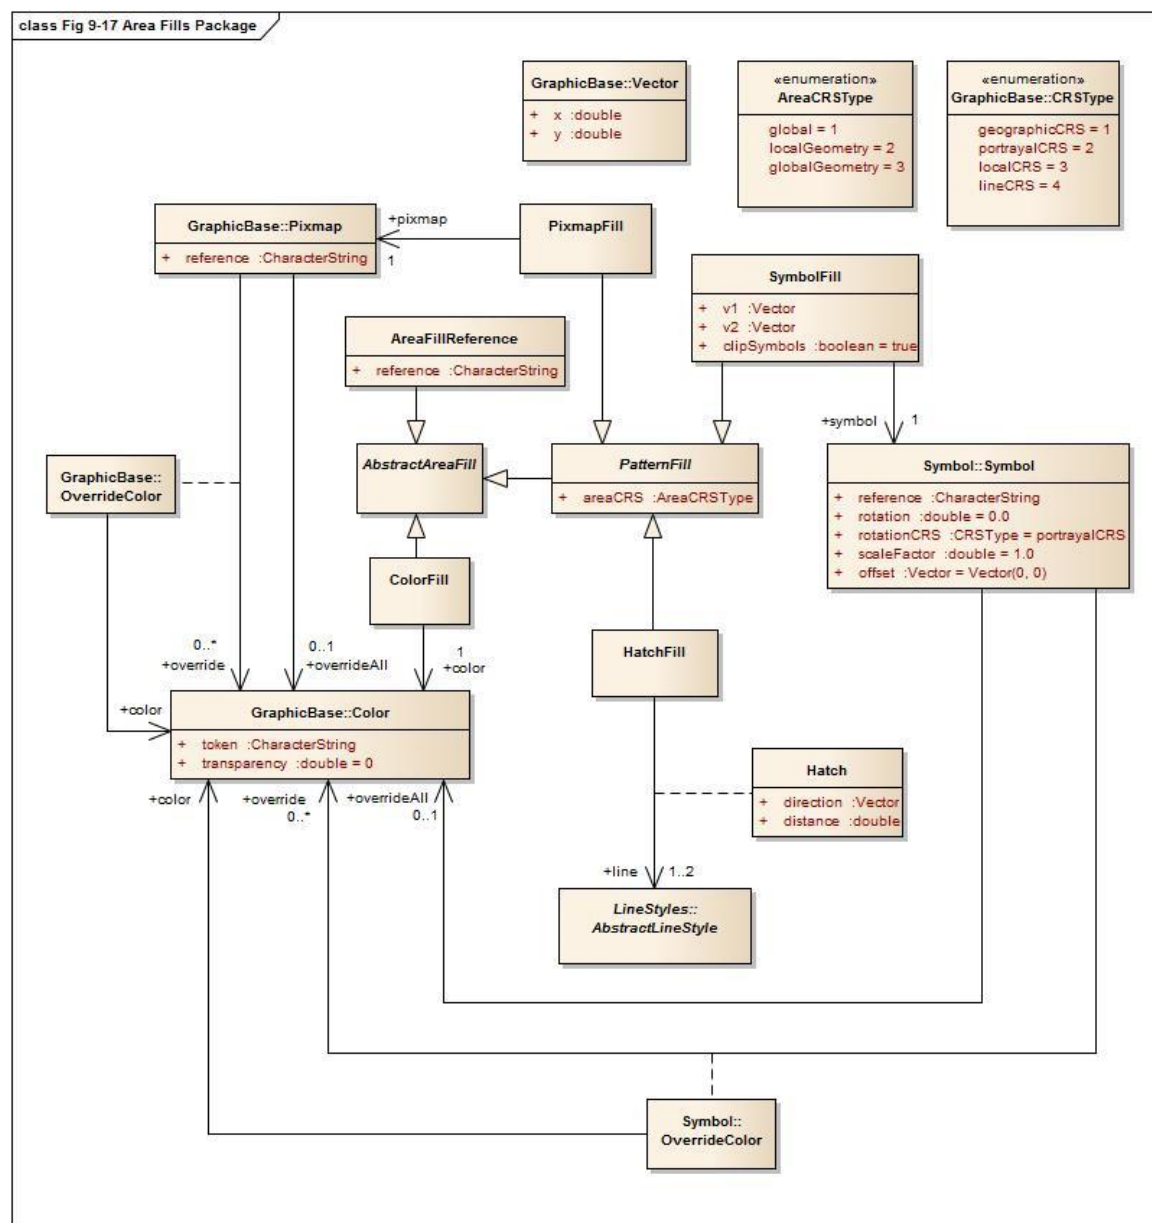 class Fig 9-17 Area Fills Package
GraphicBase::Vector
+ x :double
+ y :double
«enumeration»
AreaCRSType
global = 1
localGeometry = 2
globalGeometry = 3
«enumeration»
GraphicBase::CRSType
geographicCRS = 1
portrayalCRS = 2
localCRS = 3
lineCRS = 4
GraphicBase::Pixmap
+ reference :CharacterString
+pixmap
1
PixmapFill
SymbolFill
+ v1 :Vector
+ v2 :Vector
+ clipSymbols :boolean = true
AreaFillReference
+ reference :CharacterString
+symbol
1
GraphicBase::
OverrideColor
AbstractAreaFill
PatternFill
+ areaCRS :AreaCRSType
Symbol::Symbol
+ reference :CharacterString
+ rotation :double = 0.0
+ rotationCRS :CRSType = portrayalCRS
+ scaleFactor :double = 1.0
+ offset :Vector = Vector(0, 0)
ColorFill
HatchFill
0..*
+override
0..1
+overrideAll
1
+color
+color
GraphicBase::Color
+ token :CharacterString
+ transparency :double = 0
Hatch
+ direction :Vector
+ distance :double
+color
+override
0..*
+overrideAll
0..1
+line
1..2
LineStyles::
AbstractLineStyle
Symbol::
OverrideColor